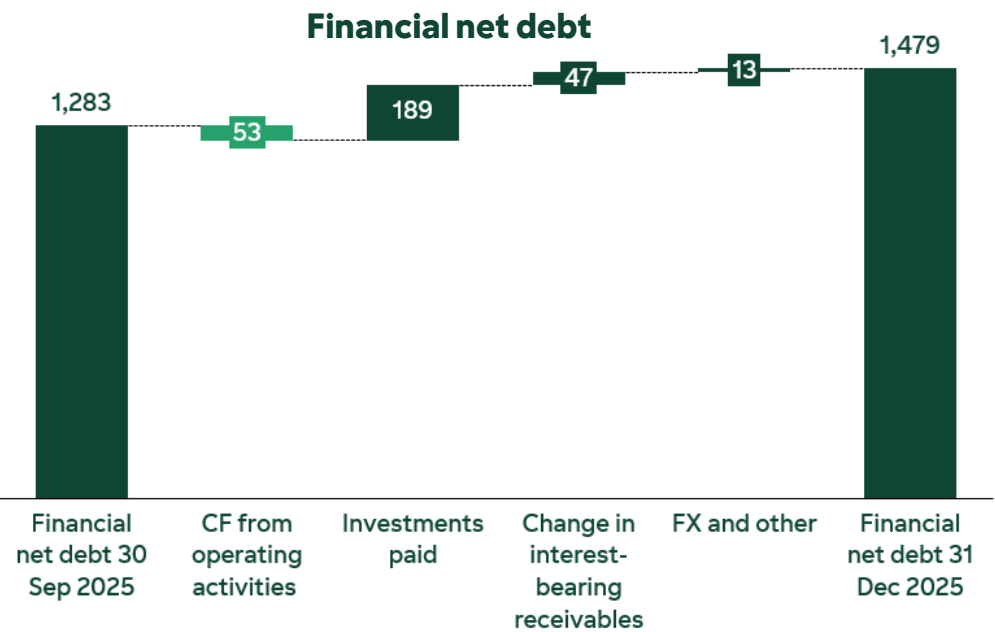 Financial net debt
1,283
53
189
47
13
1,479
Financial
net debt 30
Sep 2025
CF from
operating
activities
Investments
paid
Change in
interest-
bearing
receivables
FX and other
Financial
net debt 31
Dec 2025